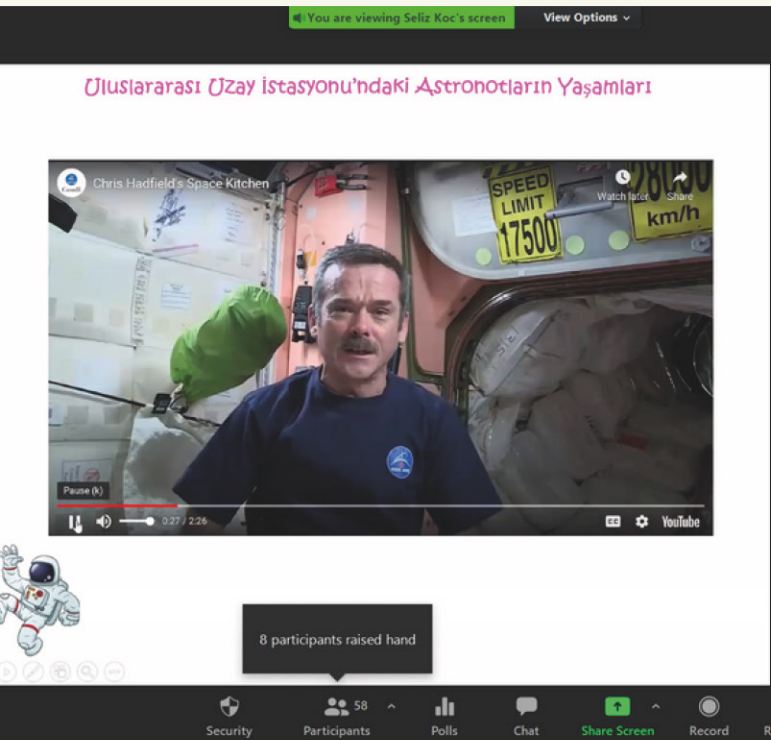 You are viewing Seliz Koc's screen
View Options
Uluslararası Uzay İstasyonu'ndaki Astronotların Yaşamları
Chris Hadfield's Space Kitchen
Watch later
Share
SPEED
LIMIT
17500
28000
km/h
Pause (k)
0:27 / 2:26
CC
YouTube
8 participants raised hand
58
Security
Participants
Polls
Chat
Share Screen
Record
R